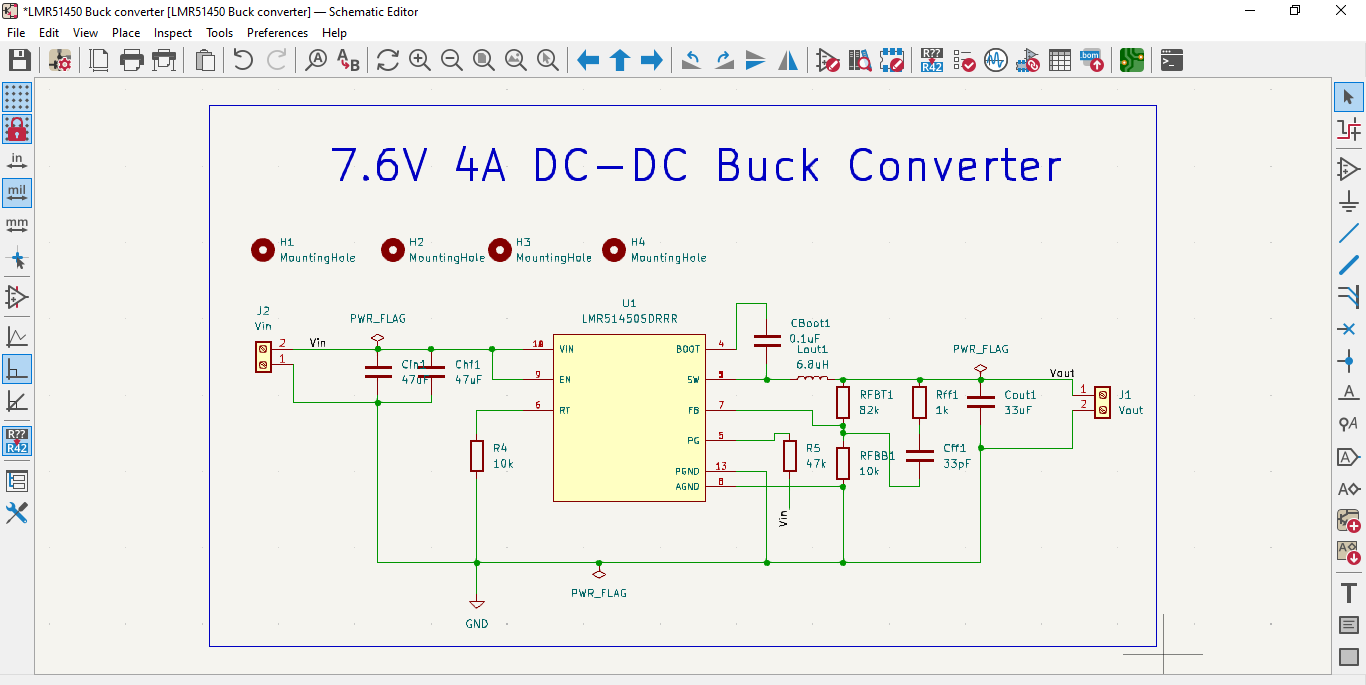 *LMR51450 Buck converter [LMR51450 Buck converter] — Schematic Editor
File Edit View Place Inspect Tools Preferences Help
A A B R?? R42 bom >_
in
mil
mm
R??
R42
A
A
A
A
A
T
7.6V 4A DC-DC Buck Converter
H1
MountingHole
H2
MountingHole
H3
MountingHole
H4
MountingHole
J2
Vin
2
1
Vin
PWR_FLAG
Cin1
47uF
Chf1
47uF
U1
LMR51450SDRRR
VIN
EN
9
RT
6
BOOT
4
SW
FB
7
PG
5
PGND
13
AGND
8
R4
10k
CBoot1
0.1uF
Lout1
6.8uH
RFBT1
82k
Rff1
1k
PWR_FLAG
Cout1
33uF
Vout
1
2
J1
Vout
R5
47k
RFBB1
10k
Cff1
33pF
Vin
PWR_FLAG
GND